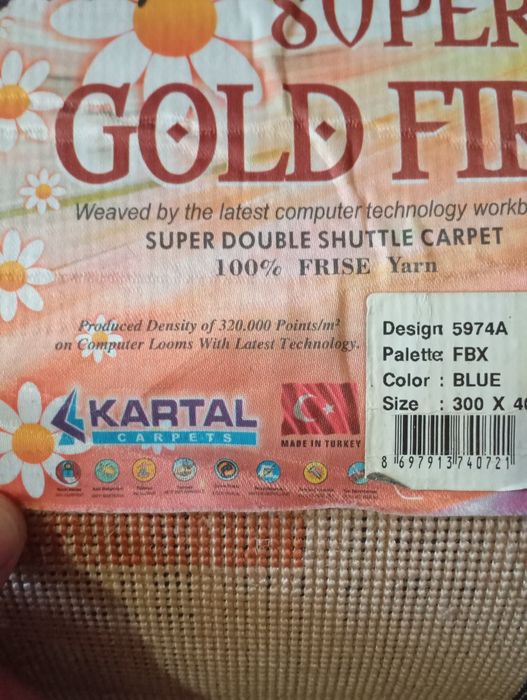 SUPER
GOLD FIR
Weaved by the latest computer technology workb
SUPER DOUBLE SHUTTLE CARPET
100% FRISE Yarn
Produced Density of 320.000 Points/m²
on Computer Looms With Latest Technology.
Design 5974A
Palette: FBX
Color : BLUE
Size : 300 X 40
KARTAL
CARPETS
MADE IN TURKEY
8 697913 740721